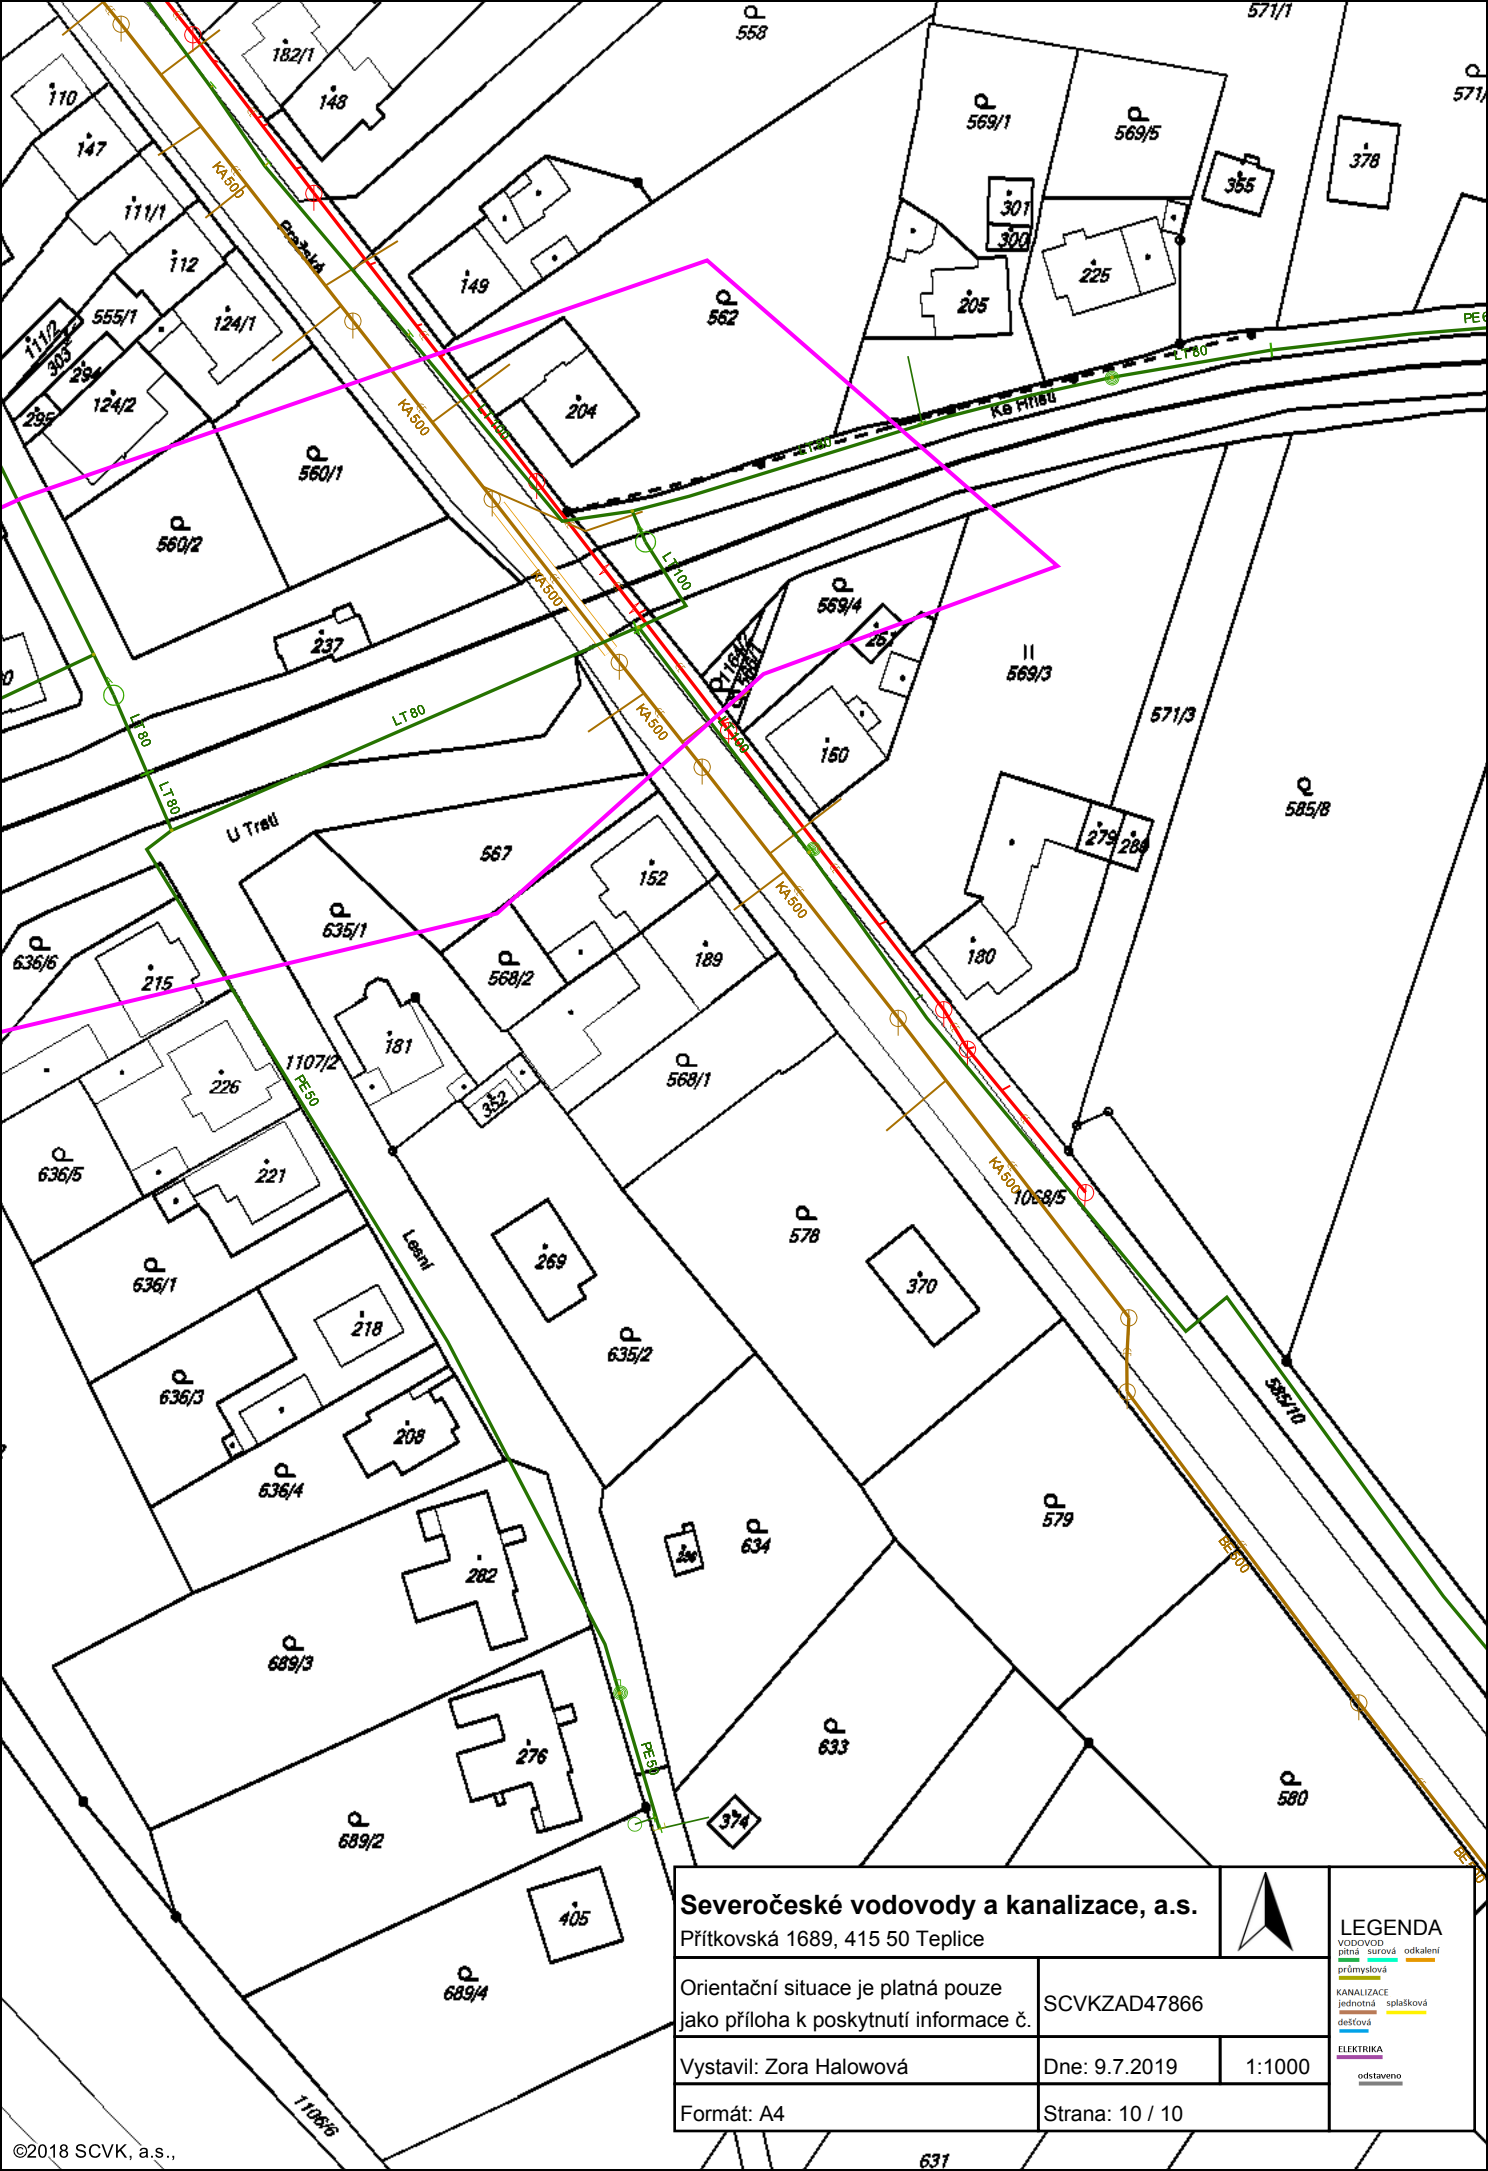 558
571/1
182/1
148
110
147
569/1
569/5
378
355
571/
KA500
111/1
301
300
Pražská
112
149
225
205
562
555/1
124/1
111/2
303
294
295
124/2
PE6
LT80
204
KA500
LT100
Ke Hřišti
LT80
560/1
560/2
KA500
LT100
569/4
237
261
1164/2
569/3
LT80
LT80
KA500
LT100
571/3
150
LT80
U Trati
585/8
567
279
152
KA500
635/1
189
180
636/6
215
568/2
181
1107/2
226
PE50
352
568/1
636/5
221
KA500
1068/5
Lesní
578
269
370
636/1
218
635/2
636/3
585/10
208
636/4
579
634
256
BE500
282
689/3
633
276
PE50
580
374
689/2
BE500
405
689/4
1106/6
631
Severočeské vodovody a kanalizace, a.s.
Přítkovská 1689, 415 50 Teplice
Orientační situace je platná pouze
jako příloha k poskytnutí informace č.
SCVKZAD47866
Vystavil: Zora Halowová
Dne: 9.7.2019
1:1000
Formát: A4
Strana: 10 / 10
LEGENDA
VODOVOD
pitná surová odkalení
průmyslová
KANALIZACE
jednotná splašková
dešťová
ELEKTRIKA
odstaveno
©2018 SCVK, a.s.,